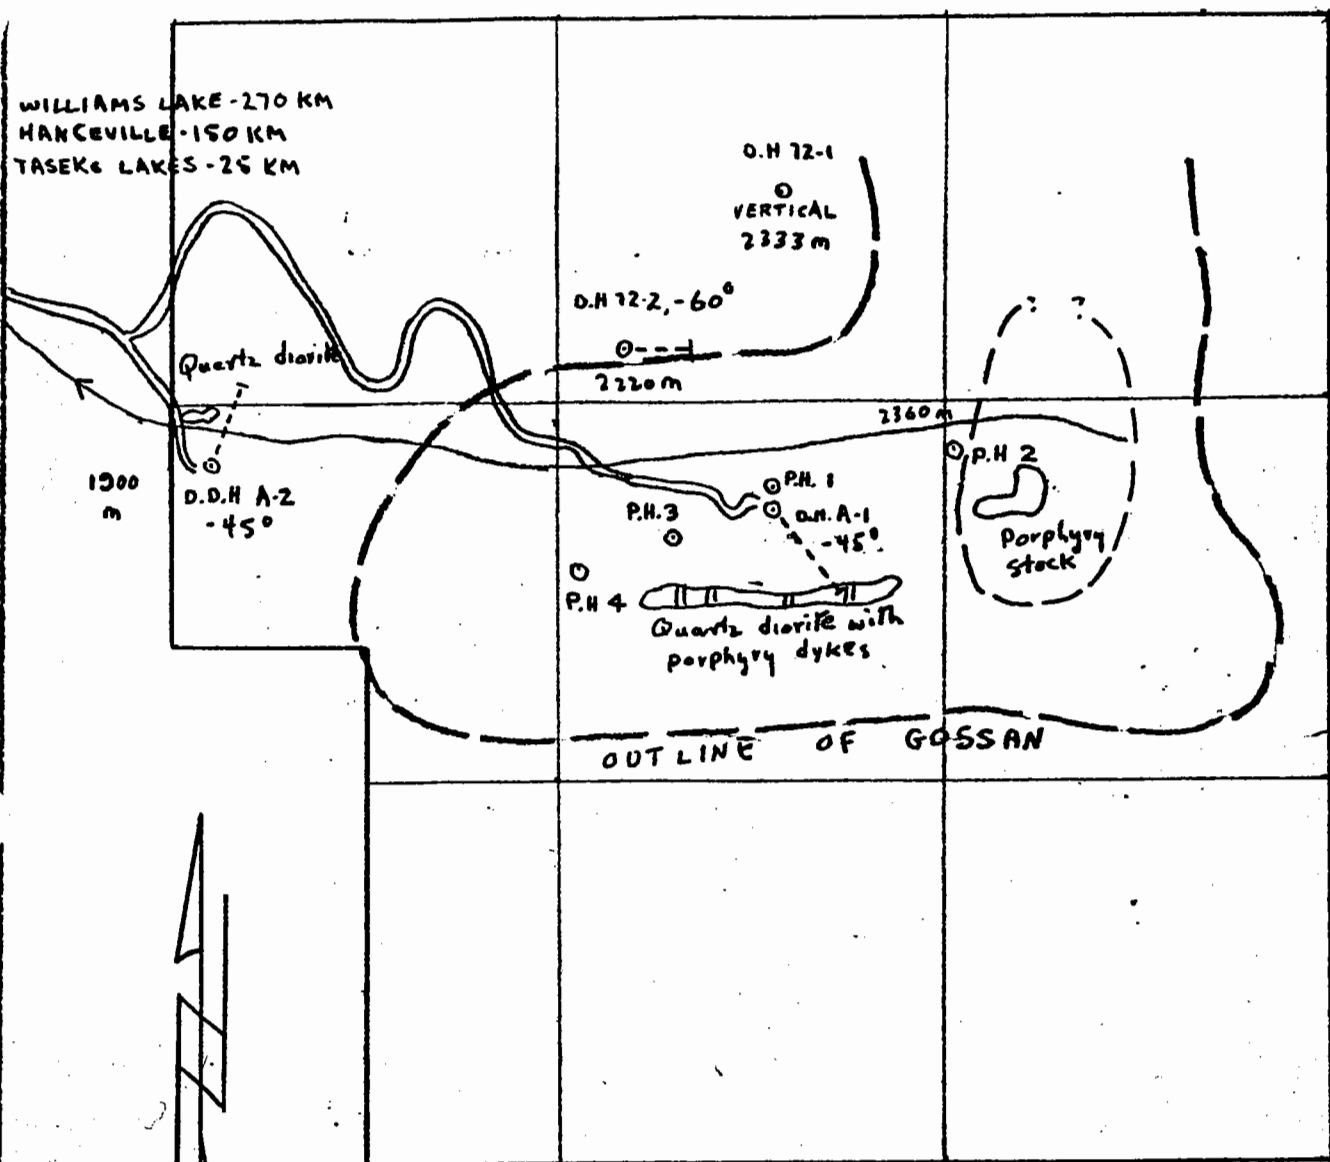 WILLIAMS LAKE - 270 KM
HANCEVILLE - 150 KM
TASEKO LAKES - 25 KM
D.H 72-1
VERTICAL
2333 m
D.H 72-2, -60°
2220 m
Quartz diorite
2360 m
1900
m
D.D.H A-2
-45°
P.H. 1
D.H. A-1
-45°
P.H 2
P.H.3
P.H 4
Porphyry
stock
? ?
Quartz diorite with
porphyry dykes
OUTLINE OF GOSSAN
N